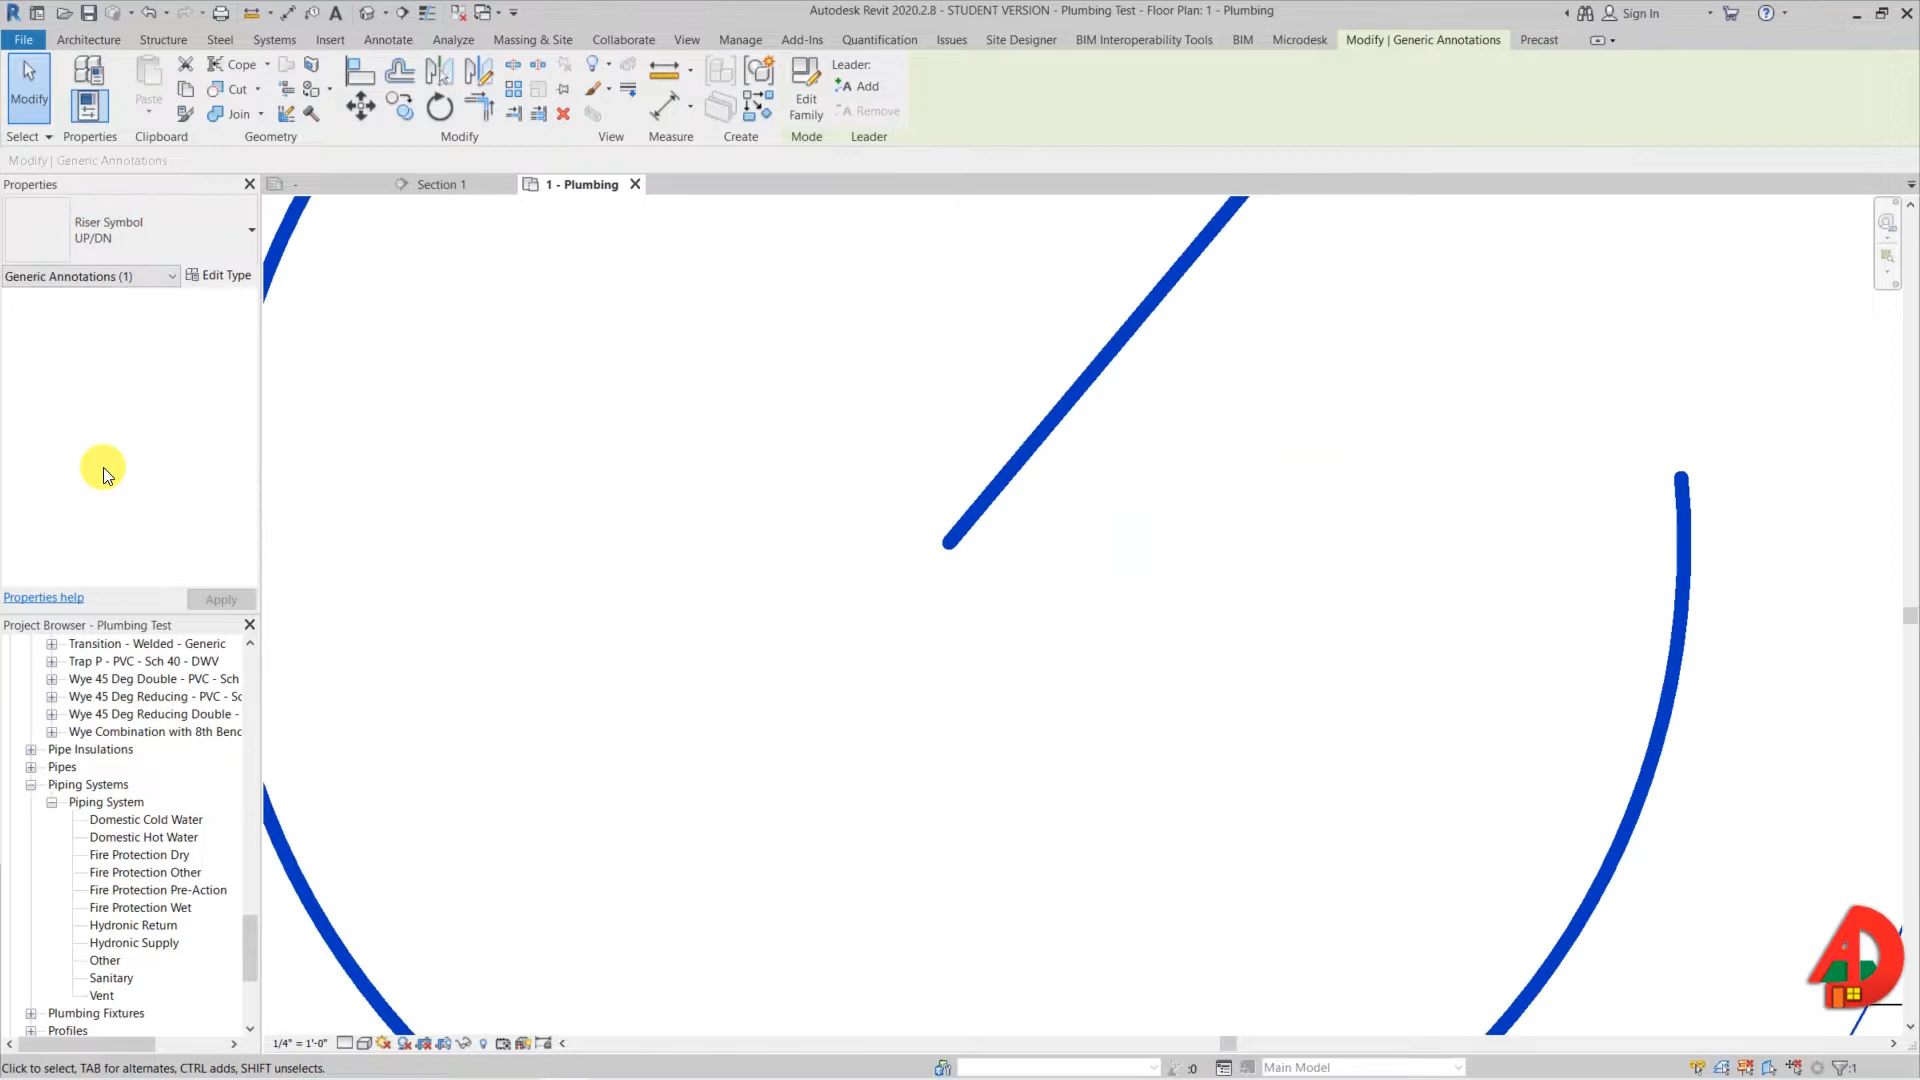 Autodesk Revit 2020.2.8 - STUDENT VERSION - Plumbing Test - Floor Plan: 1 - Plumbing
Sign In
File Architecture Structure Steel Systems Insert Annotate Analyze Massing & Site Collaborate View Manage Add-Ins Quantification Issues Site Designer BIM Interoperability Tools BIM Microdesk Modify | Generic Annotations Precast
Modify
Paste
Cope
Cut
Join
Edit
Family
Leader:
Add
Remove
Select Properties Clipboard Geometry Modify View Measure Create Mode Leader
Modify | Generic Annotations
Properties
- Section 1 1 - Plumbing
Riser Symbol
UP/DN
Generic Annotations (1) Edit Type
Properties help Apply
Project Browser - Plumbing Test
Transition - Welded - Generic
Trap P - PVC - Sch 40 - DWV
Wye 45 Deg Double - PVC - Sch
Wye 45 Deg Reducing - PVC - Sc
Wye 45 Deg Reducing Double -
Wye Combination with 8th Benc
Pipe Insulations
Pipes
Piping Systems
Piping System
Domestic Cold Water
Domestic Hot Water
Fire Protection Dry
Fire Protection Other
Fire Protection Pre-Action
Fire Protection Wet
Hydronic Return
Hydronic Supply
Other
Sanitary
Vent
Plumbing Fixtures
Profiles
1/4" = 1'-0"
Click to select, TAB for alternates, CTRL adds, SHIFT unselects.
:0 Main Model :1